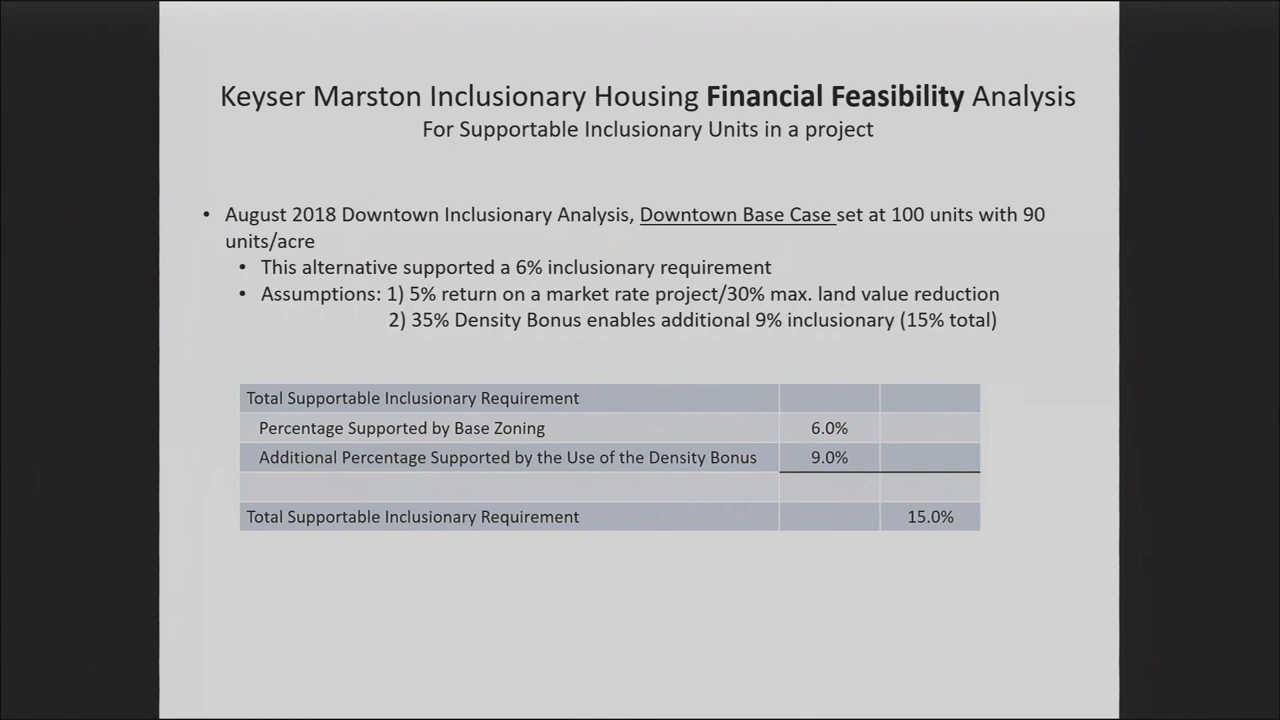 Keyser Marston Inclusionary Housing Financial Feasibility Analysis
For Supportable Inclusionary Units in a project
• August 2018 Downtown Inclusionary Analysis, Downtown Base Case set at 100 units with 90
units/acre
• This alternative supported a 6% inclusionary requirement
• Assumptions: 1) 5% return on a market rate project/30% max. land value reduction
2) 35% Density Bonus enables additional 9% inclusionary (15% total)
Total Supportable Inclusionary Requirement
Percentage Supported by Base Zoning 6.0%
Additional Percentage Supported by the Use of the Density Bonus 9.0%
Total Supportable Inclusionary Requirement 15.0%